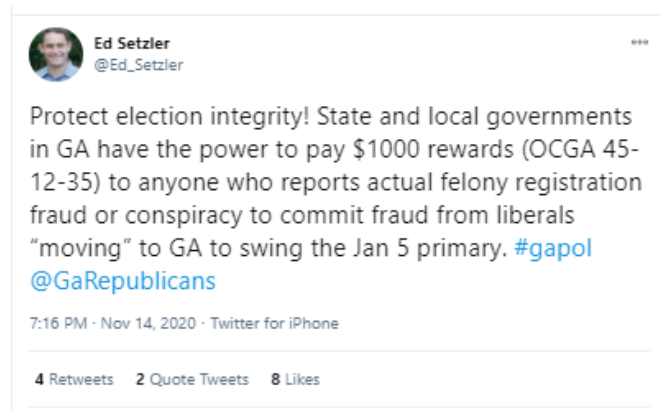 Ed Setzler
@Ed_Setzler
Protect election integrity! State and local governments
in GA have the power to pay $1000 rewards (OCGA 45-
12-35) to anyone who reports actual felony registration
fraud or conspiracy to commit fraud from liberals
“moving” to GA to swing the Jan 5 primary. #gapol
@GaRepublicans
7:16 PM · Nov 14, 2020 · Twitter for iPhone
4 Retweets 2 Quote Tweets 8 Likes